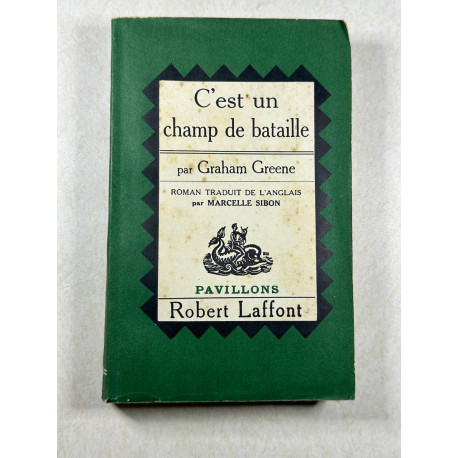 C'est un
champ de bataille
par Graham Greene
ROMAN TRADUIT DE L'ANGLAIS
par MARCELLE SIBON
PAVILLONS
Robert Laffont